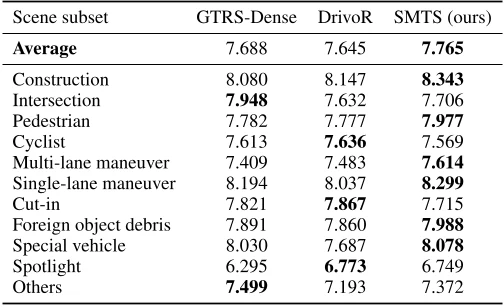 Scene subset GTRS-Dense DrivoR SMTS (ours)
Average 7.688 7.645 7.765
Construction 8.080 8.147 8.343
Intersection 7.948 7.632 7.706
Pedestrian 7.782 7.777 7.977
Cyclist 7.613 7.636 7.569
Multi-lane maneuver 7.409 7.483 7.614
Single-lane maneuver 8.194 8.037 8.299
Cut-in 7.821 7.867 7.715
Foreign object debris 7.891 7.860 7.988
Special vehicle 8.030 7.687 8.078
Spotlight 6.295 6.773 6.749
Others 7.499 7.193 7.372